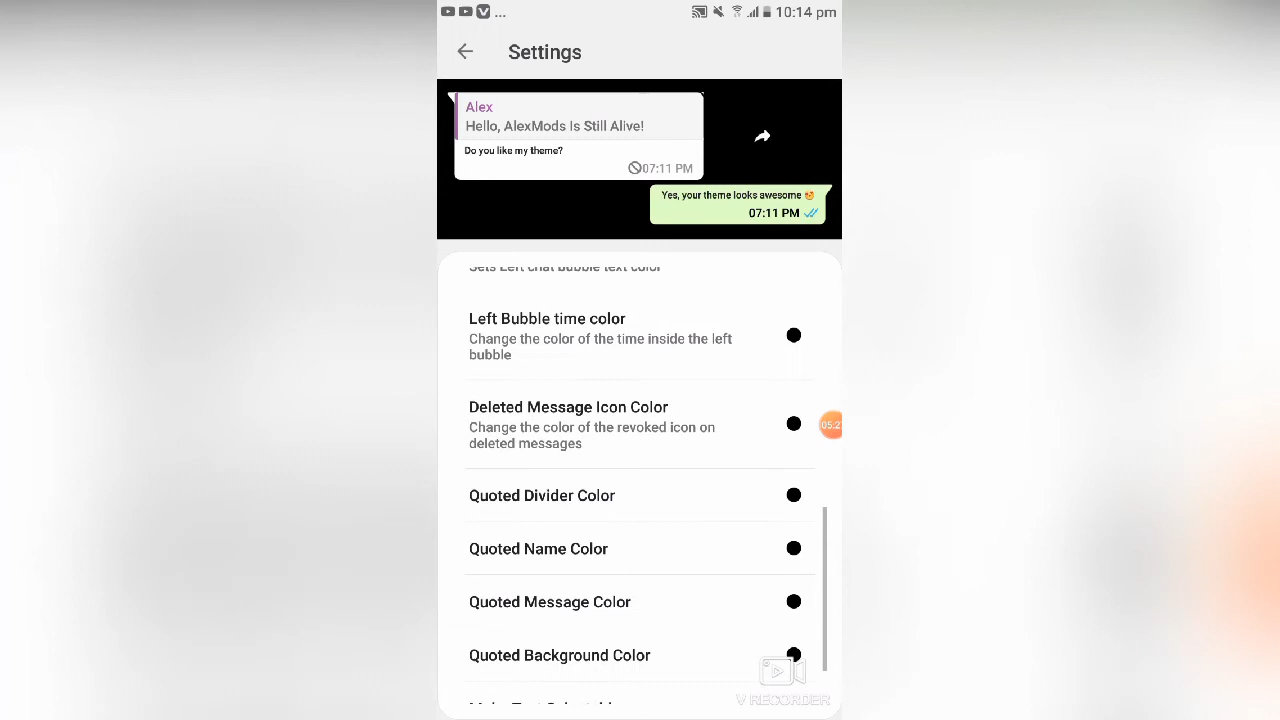 ... 10:14 pm
Settings
Alex
Hello, AlexMods Is Still Alive!
Do you like my theme?
07:11 PM
Yes, your theme looks awesome 🥰
07:11 PM
Sets Left chat bubble text color
Left Bubble time color
Change the color of the time inside the left
bubble
Deleted Message Icon Color
Change the color of the revoked icon on
deleted messages
05:2
Quoted Divider Color
Quoted Name Color
Quoted Message Color
Quoted Background Color
V RECORDER